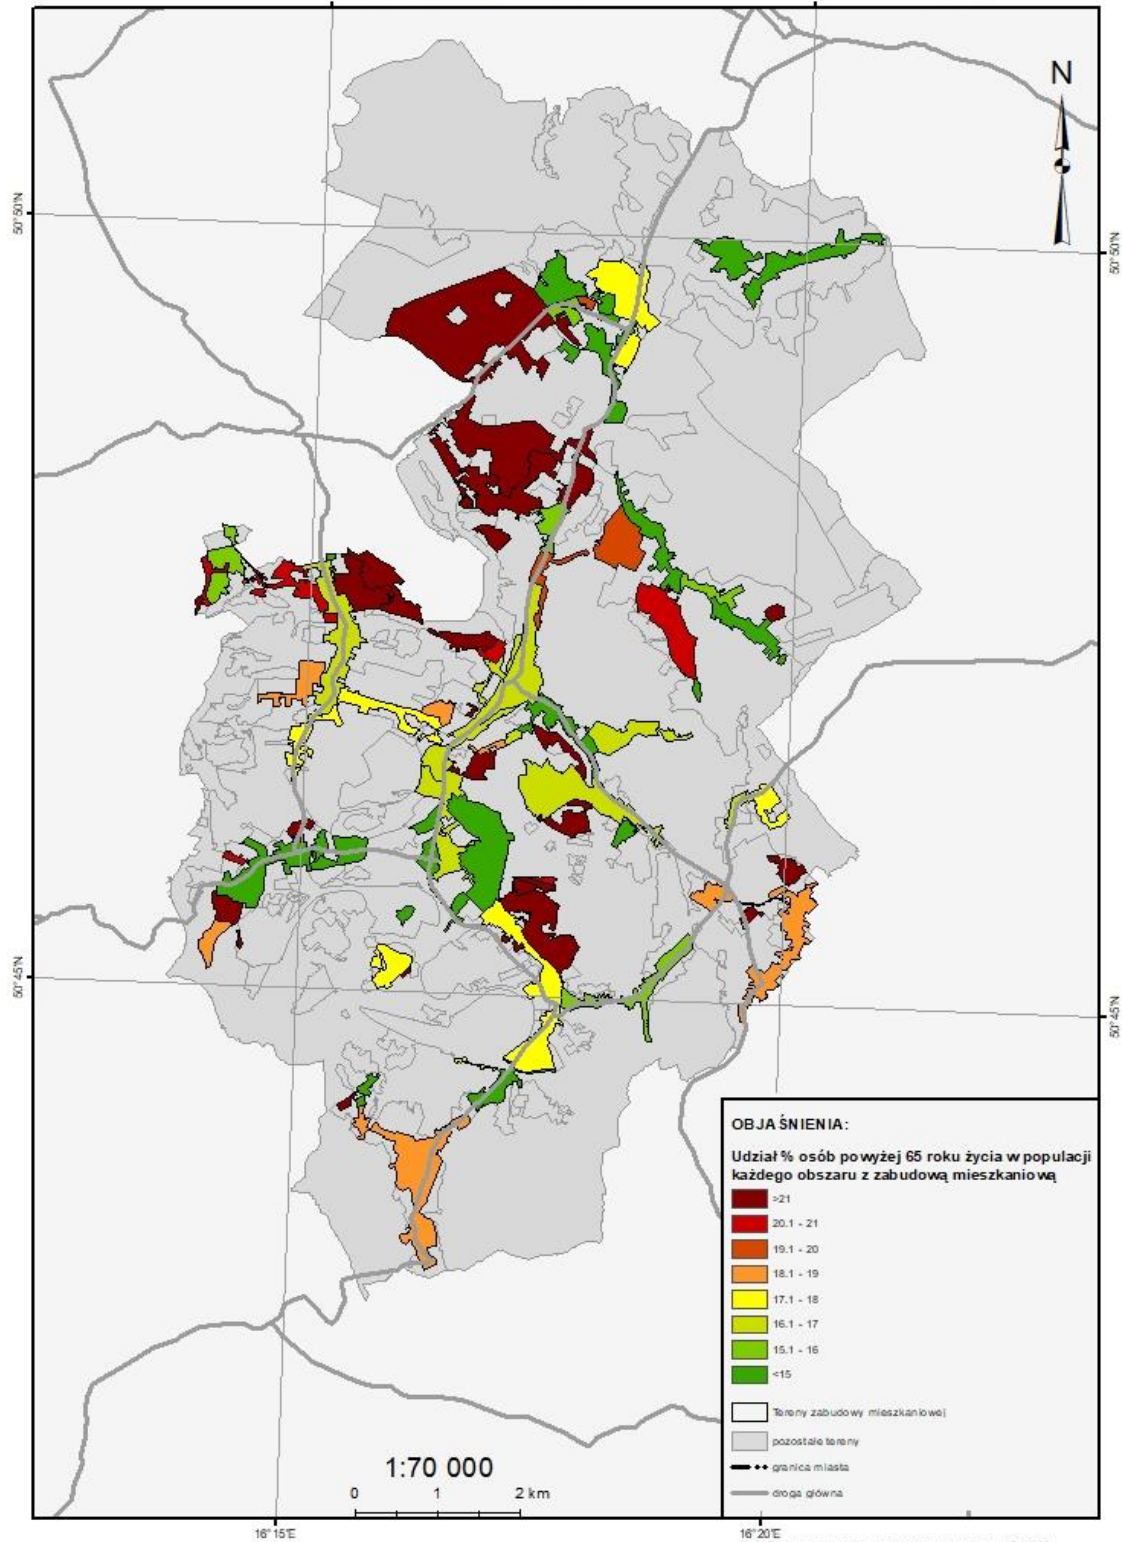 N
50°50'N
50°50'N
50°45'N
50°45'N
OBJAŚNIENIA:
Udział % osób powyżej 65 roku życia w populacji
każdego obszaru z zabudową mieszkaniową
>21
20.1 - 21
19.1 - 20
18.1 - 19
17.1 - 18
16.1 - 17
15.1 - 16
<15
Tereny zabudowy mieszkaniowej
pozostałe tereny
granica miasta
droga główna
1:70 000
0 1 2 km
16°15'E
16°20'E